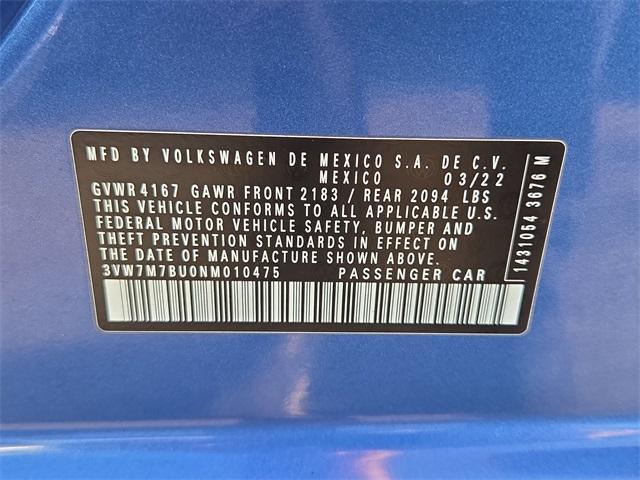 MFD BY VOLKSWAGEN DE MEXICO S.A. DE C.V.
MEXICO 03/22
GVWR 4167 GAWR FRONT 2183 / REAR 2094 LBS
THIS VEHICLE CONFORMS TO ALL APPLICABLE U.S.
FEDERAL MOTOR VEHICLE SAFETY, BUMPER AND
THEFT PREVENTION STANDARDS IN EFFECT ON
THE DATE OF MANUFACTURE SHOWN ABOVE.
3VW7M7BU0NM010475 PASSENGER CAR
1431054 3676 M